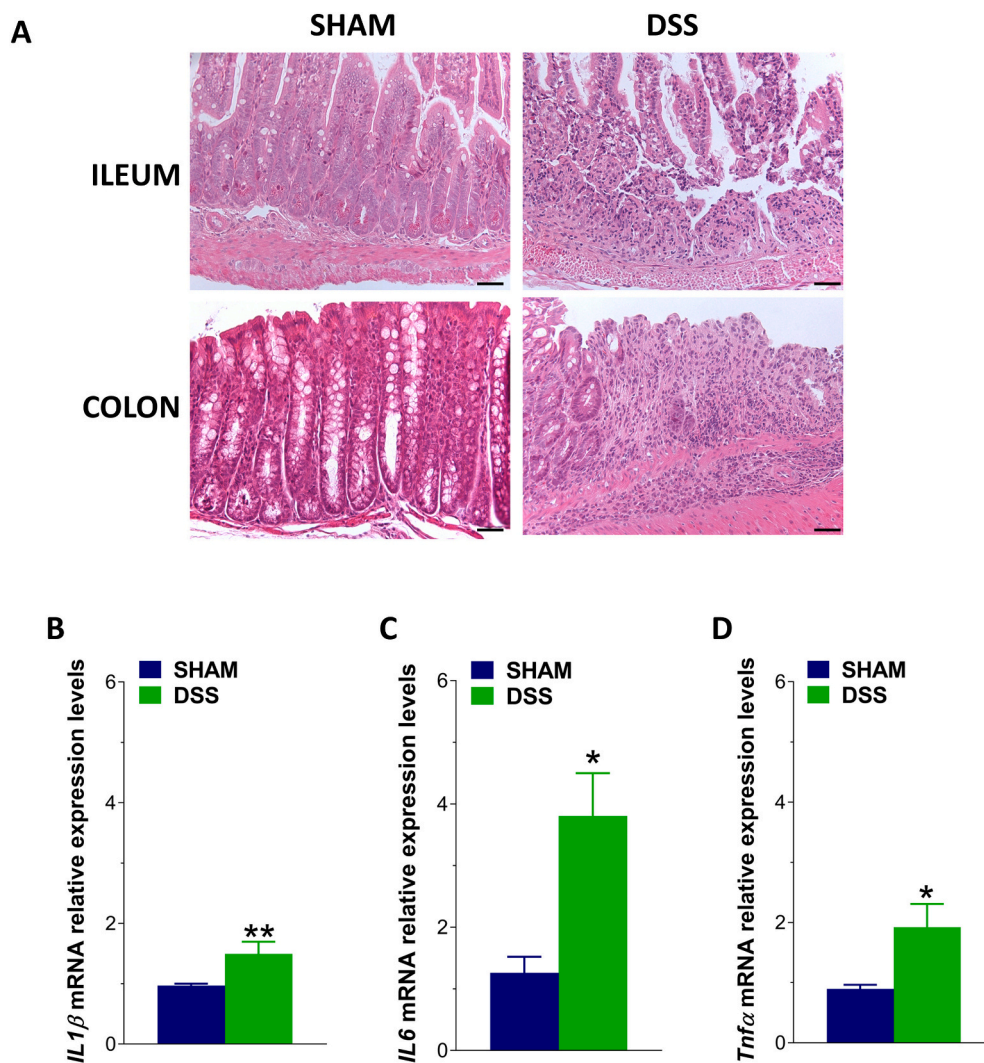 A
SHAM
DSS
ILEUM
COLON
B
IL1β mRNA relative expression levels
SHAM
DSS
6
4
2
0
**
C
IL6 mRNA relative expression levels
SHAM
DSS
6
4
2
0
*
D
Tnfα mRNA relative expression levels
SHAM
DSS
6
4
2
0
*